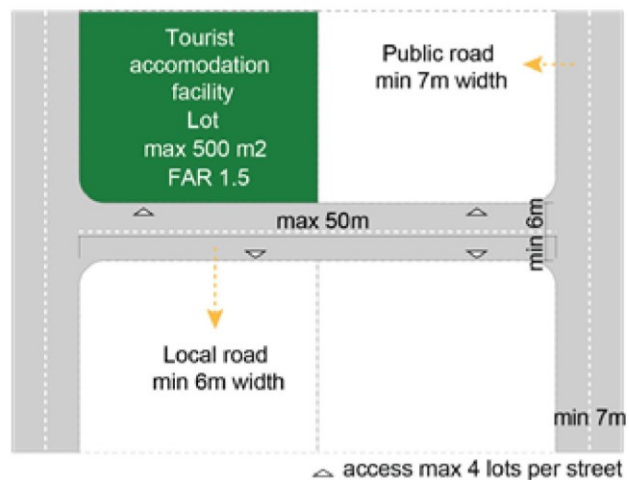 Tourist
accomodation
facility
Lot
max 500 m2
FAR 1.5
Public road
min 7m width
max 50m
min 6m
Local road
min 6m width
min 7m
access max 4 lots per street